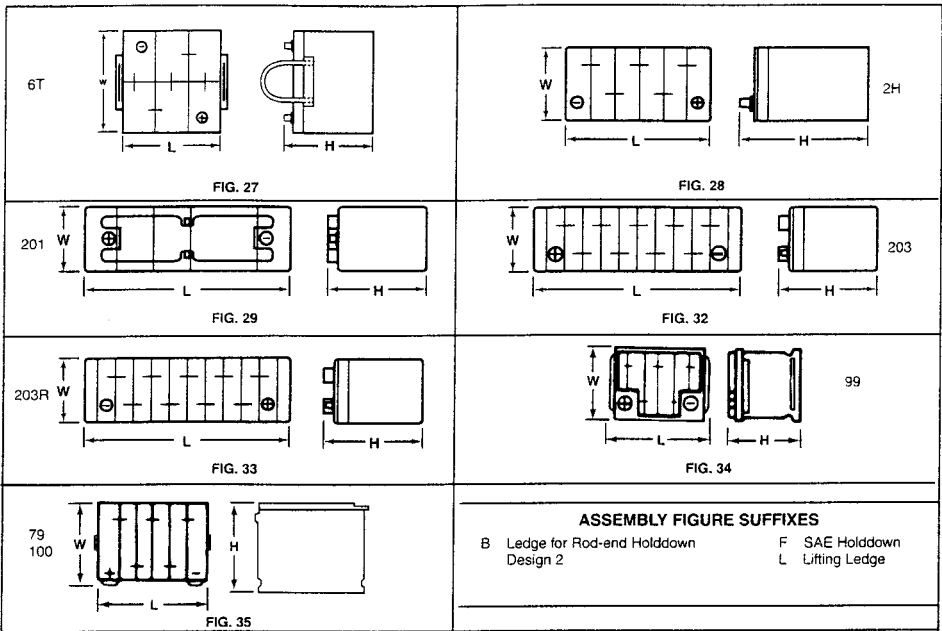 6T
W
L
H
FIG. 27
W
L
H
2H
FIG. 28
201
W
L
H
FIG. 29
W
L
H
203
FIG. 32
203R
W
L
H
FIG. 33
W
L
H
99
FIG. 34
79
100
W
L
H
FIG. 35
ASSEMBLY FIGURE SUFFIXES
B Ledge for Rod-end Holddown
Design 2
F SAE Holddown
L Lifting Ledge